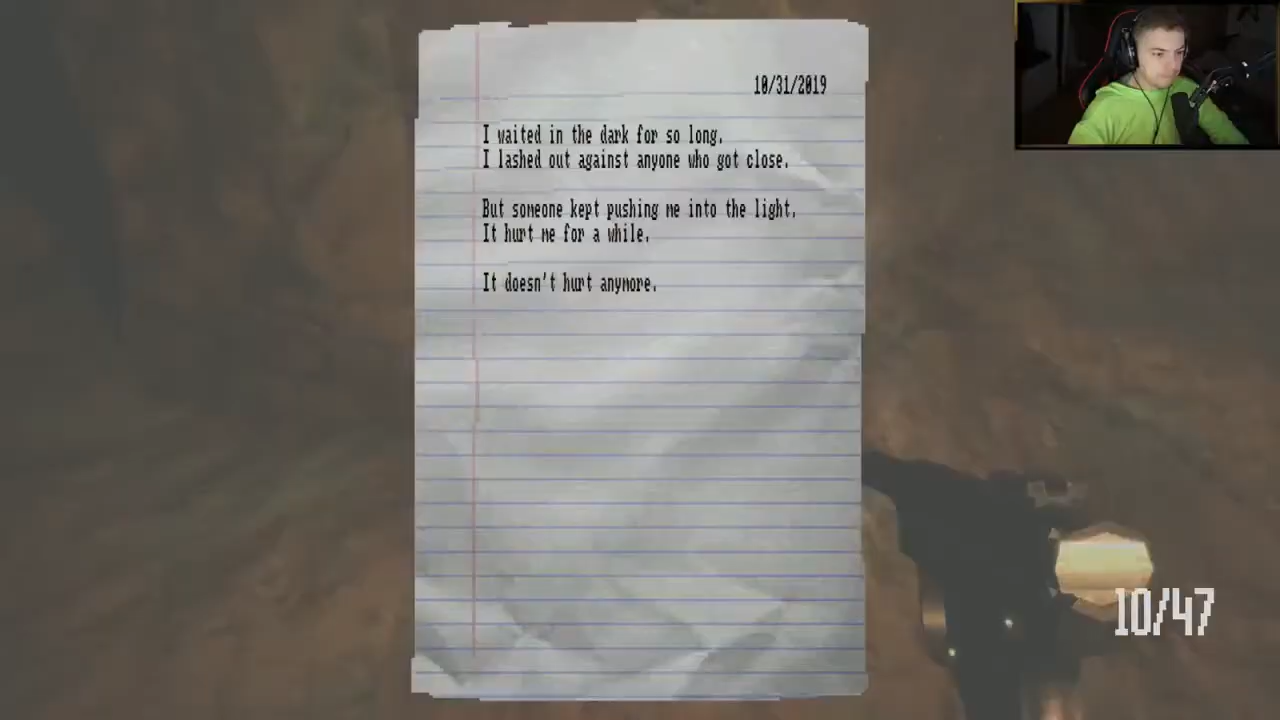 10/31/2019
I waited in the dark for so long.
I lashed out against anyone who got close.
But someone kept pushing me into the light.
It hurt me for a while.
It doesn't hurt anymore.
10/47